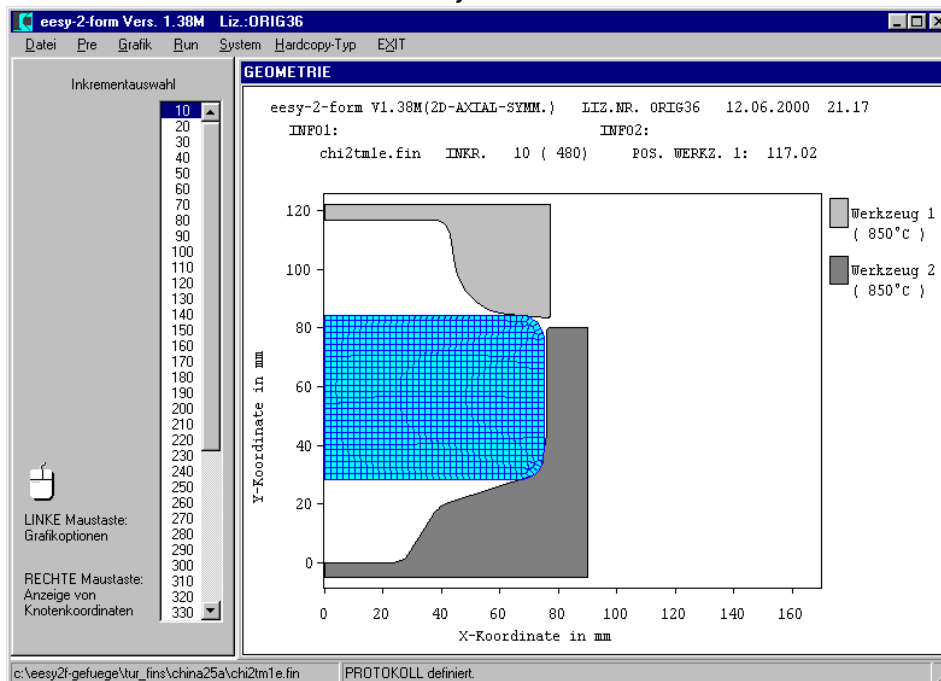 eesy-2-form Vers. 1.38M Liz.:ORIG36
Datei Pre Grafik Run System Hardcopy-Typ EXIT
Inkrementauswahl
10
20
30
40
50
60
70
80
90
100
110
120
130
140
150
160
170
180
190
200
210
220
230
240
250
260
270
280
290
300
310
320
330
LINKE Maustaste:
Grafikoptionen
RECHTE Maustaste:
Anzeige von
Knotenkoordinaten
GEOMETRIE
eesy-2-form V1.38M(2D-AXIAL-SYMM.) LIZ.NR. ORIG36 12.06.2000 21.17
INFO1: INFO2:
chi2tm1e.fin INKR. 10 ( 480) POS. WERKZ. 1: 117.02
Werkzeug 1
( 850°C )
Werkzeug 2
( 850°C )
Y-Koordinate in mm
120
100
80
60
40
20
0
0 20 40 60 80 100 120 140 160
X-Koordinate in mm
c:\eesy2f-gefuege\tur_fins\china25a\chi2tm1e.fin PROTOKOLL definiert.